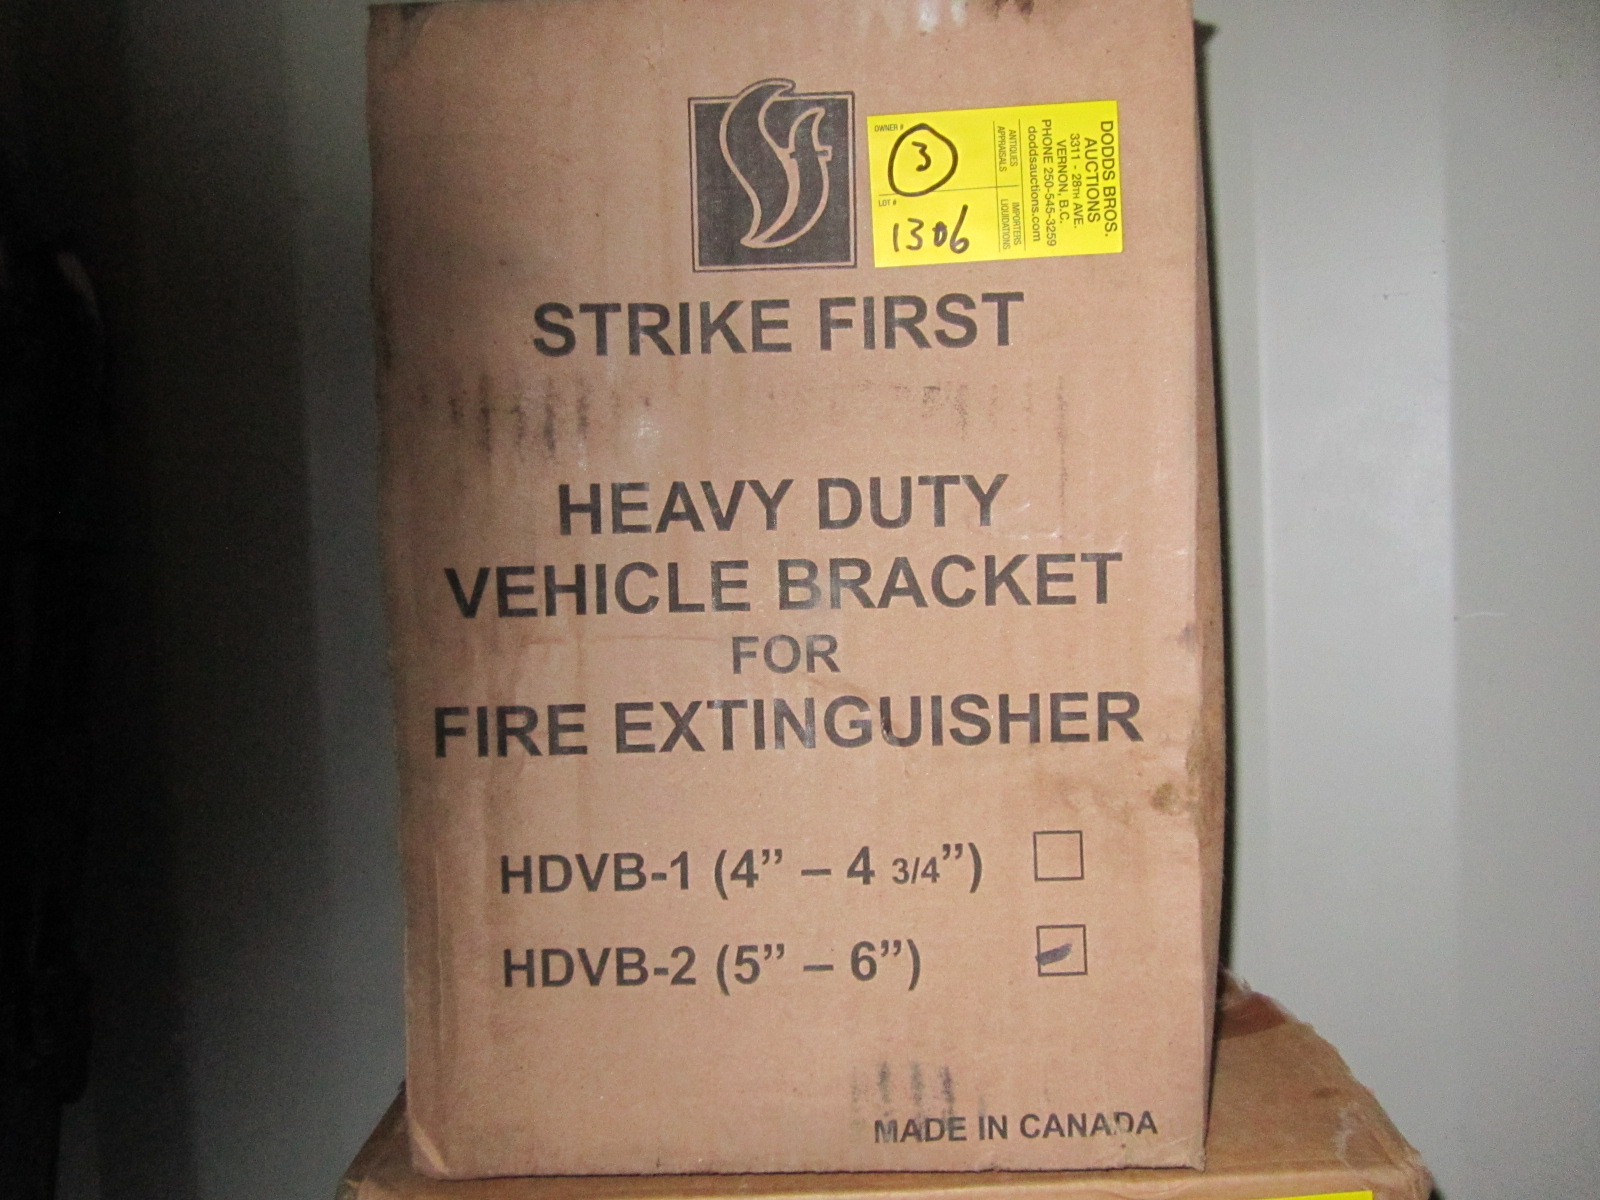 DODDS BROS.
AUCTIONS
3311 - 28TH AVE.
VERNON, B.C.
PHONE 250-545-3259
doddsauctions.com
ANTIQUES IMPORTERS
APPRAISALS LIQUIDATIONS
OWNER #
3
LOT #
1306
STRIKE FIRST
HEAVY DUTY
VEHICLE BRACKET
FOR
FIRE EXTINGUISHER
HDVB-1 (4” – 4 3/4”)
HDVB-2 (5” – 6”)
MADE IN CANADA